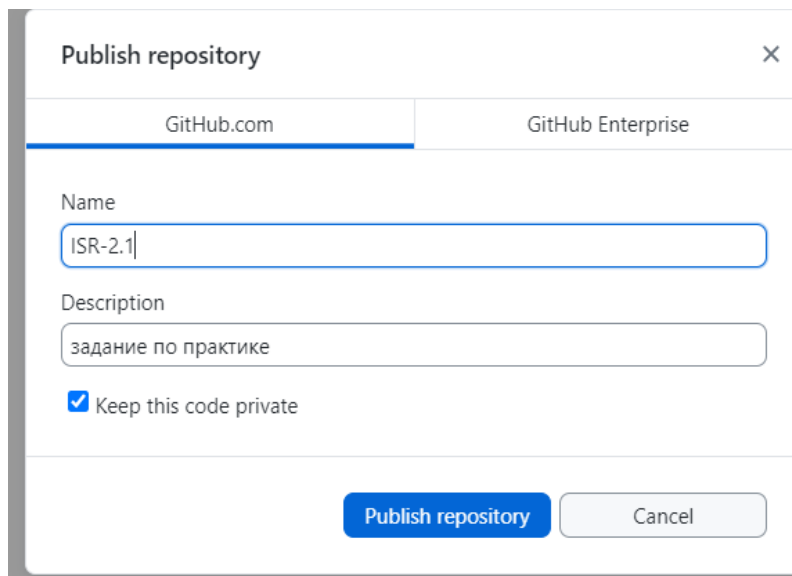 Publish repository
GitHub.com GitHub Enterprise
Name
ISR-2.1
Description
задание по практике
Keep this code private
Publish repository Cancel